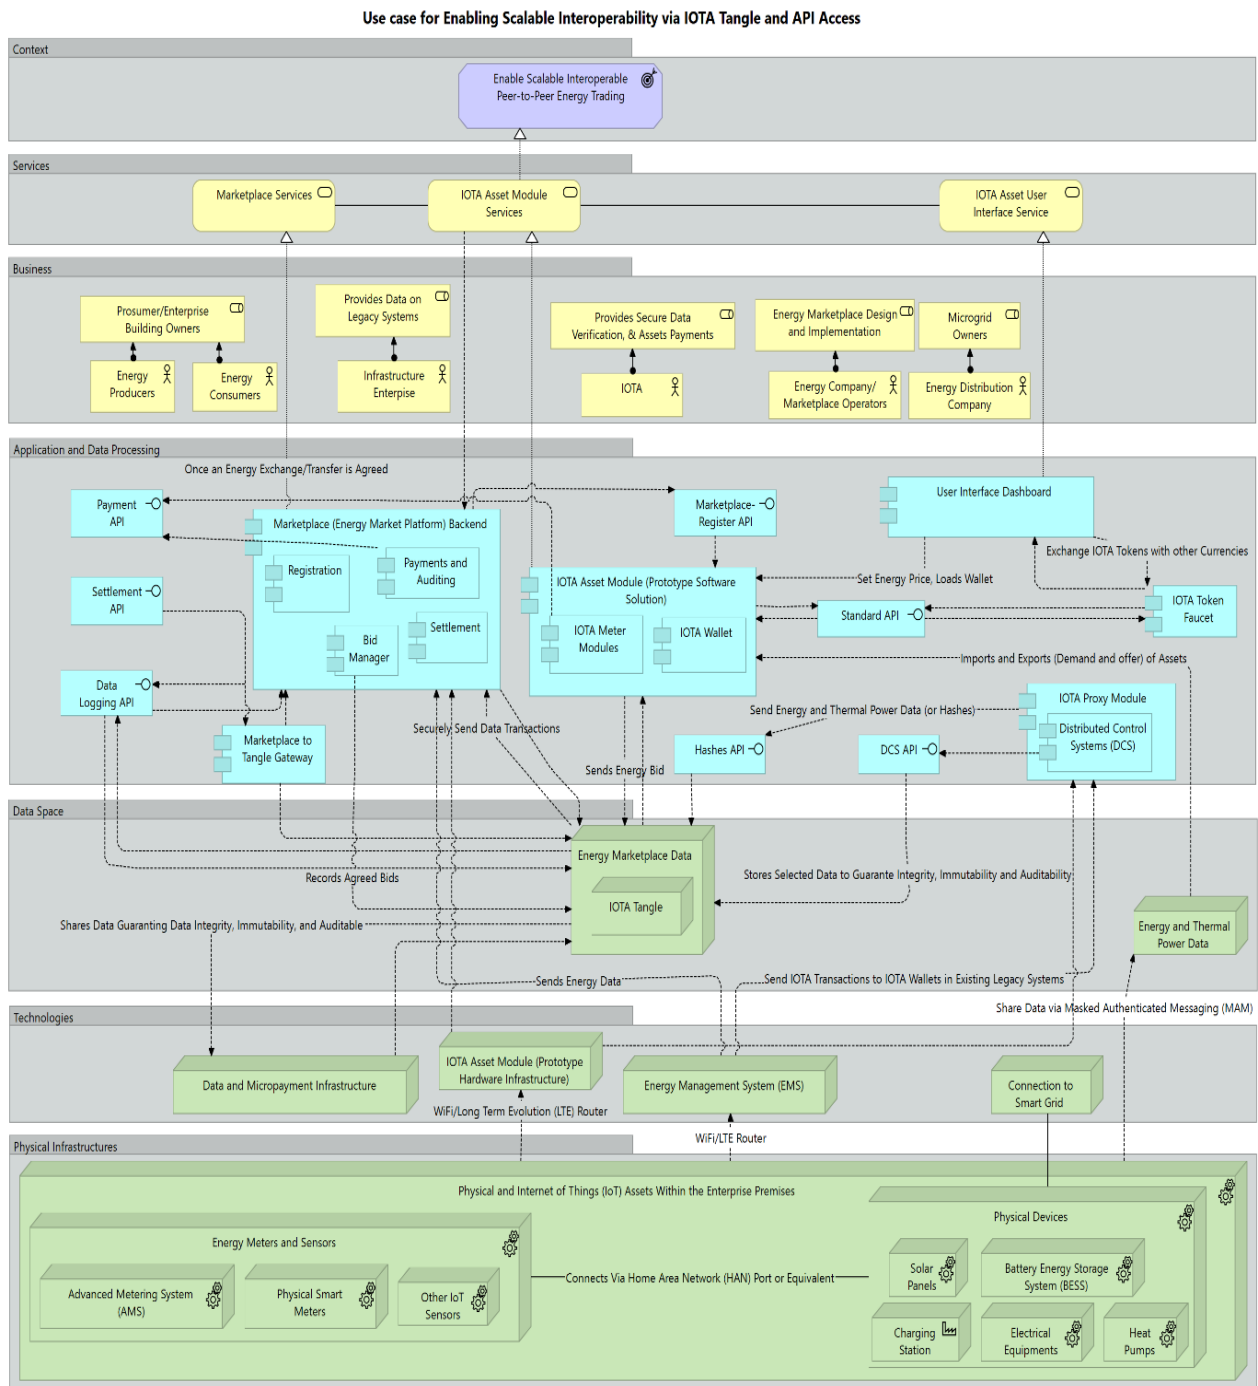 Use case for Enabling Scalable Interoperability via IOTA Tangle and API Access
Context
Enable Scalable Interoperable
Peer-to-Peer Energy Trading
Services
Marketplace Services
IOTA Asset Module
Services
IOTA Asset User
Interface Service
Business
Prosumer/Enterprise
Building Owners
Provides Data on
Legacy Systems
Provides Secure Data
Verification, & Assets Payments
Energy Marketplace Design
and Implementation
Microgrid
Owners
Energy
Producers
Energy
Consumers
Infrastructure
Enterpise
IOTA
Energy Company/
Marketplace Operators
Energy Distribution
Company
Application and Data Processing
Once an Energy Exchange/Transfer is Agreed
Payment
API
Marketplace (Energy Market Platform) Backend
Registration
Payments and
Auditing
Bid
Manager
Settlement
Marketplace-
Register API
User Interface Dashboard
Exchange IOTA Tokens with other Currencies
Settlement
API
IOTA Asset Module (Prototype Software
Solution)
IOTA Meter
Modules
IOTA Wallet
Set Energy Price, Loads Wallet
Standard API
IOTA Token
Faucet
Imports and Exports (Demand and offer) of Assets
Data
Logging API
Marketplace to
Tangle Gateway
Securely Send Data Transactions
Sends Energy Bid
Send Energy and Thermal Power Data (or Hashes)
Hashes API
DCS API
IOTA Proxy Module
Distributed Control
Systems (DCS)
Data Space
Energy Marketplace Data
IOTA Tangle
Records Agreed Bids
Stores Selected Data to Guarante Integrity, Immutability and Auditability
Shares Data Guaranting Data Integrity, Immutability, and Auditable
Energy and Thermal
Power Data
Sends Energy Data
Send IOTA Transactions to IOTA Wallets in Existing Legacy Systems
Share Data via Masked Authenticated Messaging (MAM)
Technologies
Data and Micropayment Infrastructure
IOTA Asset Module (Prototype
Hardware Infrastructure)
Energy Management System (EMS)
Connection to
Smart Grid
WiFi/Long Term Evolution (LTE) Router
WiFi/LTE Router
Physical Infrastructures
Physical and Internet of Things (IoT) Assets Within the Enterprise Premises
Energy Meters and Sensors
Advanced Metering System
(AMS)
Physical Smart
Meters
Other IoT
Sensors
Connects Via Home Area Network (HAN) Port or Equivalent
Physical Devices
Solar
Panels
Battery Energy Storage
System (BESS)
Charging
Station
Electrical
Equipments
Heat
Pumps